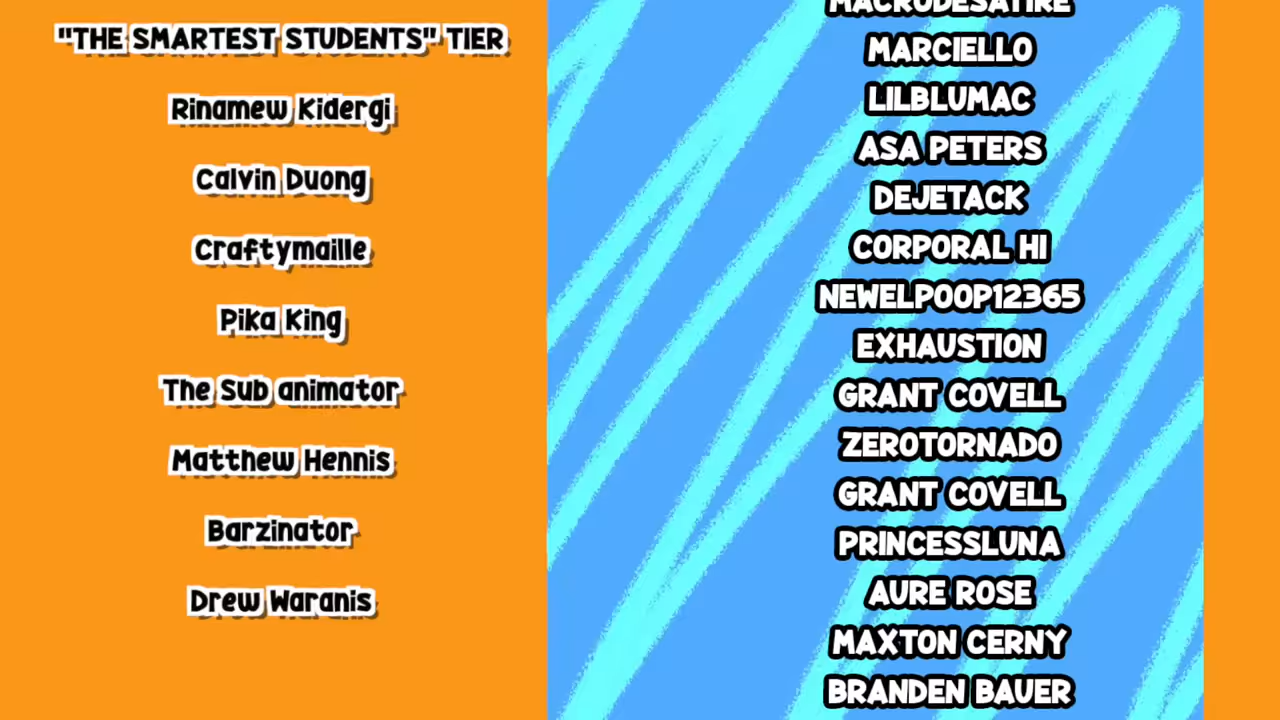 "THE SMARTEST STUDENTS" TIER
Rinamew Kidergi
Calvin Duong
Craftymaille
Pika King
The Sub animator
Matthew Hennis
Barzinator
Drew Waranis
MACRODESATIRE
MARCIELLO
LILBLUMAC
ASA PETERS
DEJETACK
CORPORAL HI
NEWELPOOP12365
EXHAUSTION
GRANT COVELL
ZEROTORNADO
GRANT COVELL
PRINCESSLUNA
AURE ROSE
MAXTON CERNY
BRANDEN BAUER